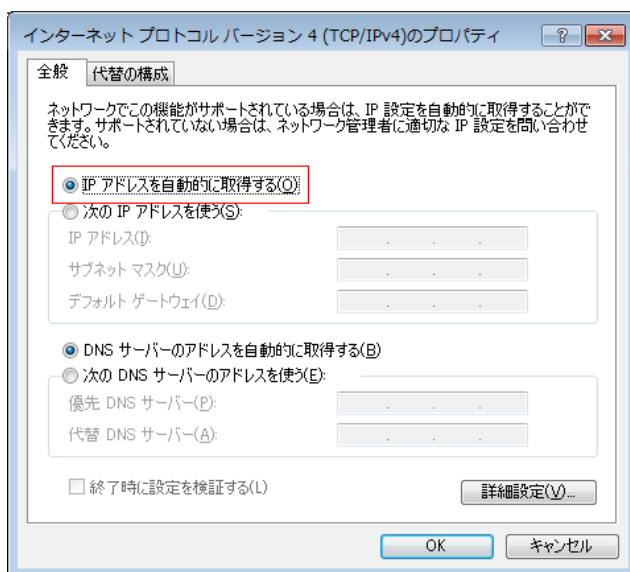 インターネット プロトコル バージョン 4 (TCP/IPv4)のプロパティ
全般 代替の構成
ネットワークでこの機能がサポートされている場合は、IP 設定を自動的に取得することがで
きます。サポートされていない場合は、ネットワーク管理者に適切な IP 設定を問い合わせ
てください。
IP アドレスを自動的に取得する(O)
次の IP アドレスを使う(S):
IP アドレス(I):
サブネット マスク(U):
デフォルト ゲートウェイ(D):
DNS サーバーのアドレスを自動的に取得する(B)
次の DNS サーバーのアドレスを使う(E):
優先 DNS サーバー(P):
代替 DNS サーバー(A):
終了時に設定を検証する(L)
詳細設定(V)...
OK キャンセル